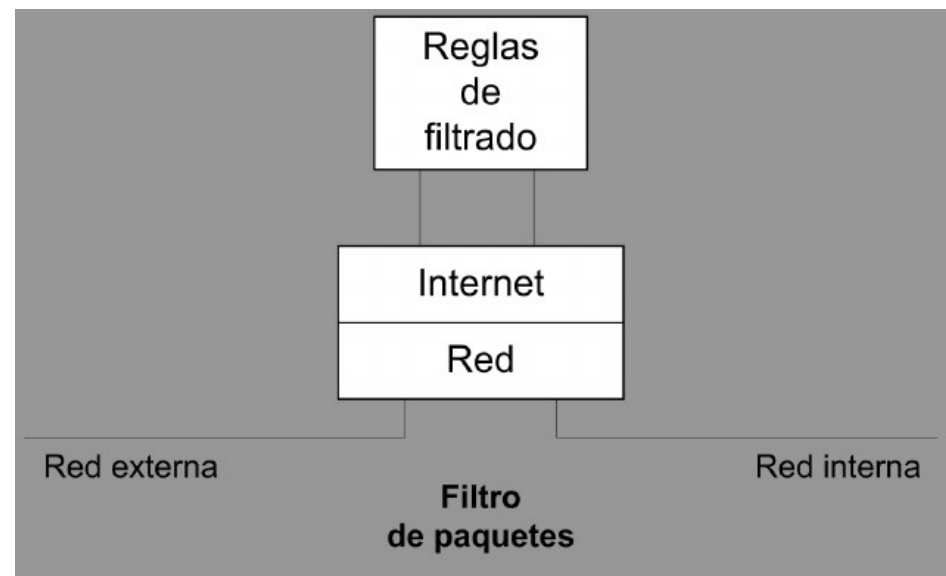 Reglas
de
filtrado
Internet
Red
Red externa
Red interna
Filtro
de paquetes